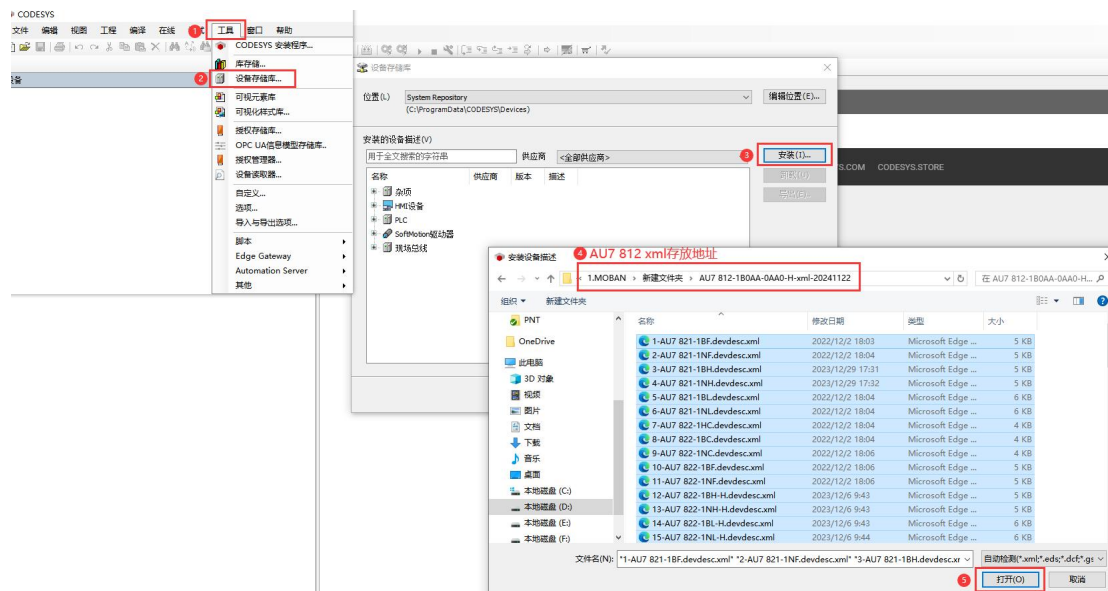 CODESYS
文件 编辑 视图 工程 编译 在线 工具 窗口 帮助
1
CODESYS 安装程序...
库存储...
2
设备存储库...
可视元素库
可视化样式库...
授权存储库...
OPC UA信息模型存储库..
授权管理器...
设备读取器...
自定义...
选项...
导入与导出选项...
脚本
Edge Gateway
Automation Server
其他
设备存储库
位置(L) System Repository 编辑位置(E)...
(C:\ProgramData\CODESYS\Devices)
安装的设备描述(V)
用于全文搜索的字符串 供应商 <全部供应商> 3 安装(I)...
卸载(U)
名称 供应商 版本 描述
杂项
HMI设备
PLC
SoftMotion驱动器
现场总线
S.COM CODESYS.STORE
4 AU7 812 xml存放地址
安装设备描述
« 1.MOBAN › 新建文件夹 › AU7 812-1B0AA-0AA0-H-xml-20241122 在 AU7 812-1B0AA-0AA0-H...
组织 新建文件夹
PNT
OneDrive
此电脑
3D 对象
视频
图片
文档
下载
音乐
桌面
本地磁盘 (C:)
本地磁盘 (D:)
本地磁盘 (E:)
本地磁盘 (F:)
名称 修改日期 类型 大小
1-AU7 821-1BF.devdesc.xml 2022/12/2 18:03 Microsoft Edge ... 5 KB
2-AU7 821-1NF.devdesc.xml 2022/12/2 18:04 Microsoft Edge ... 5 KB
3-AU7 821-1BH.devdesc.xml 2023/12/29 17:31 Microsoft Edge ... 5 KB
4-AU7 821-1NH.devdesc.xml 2023/12/29 17:32 Microsoft Edge ... 5 KB
5-AU7 821-1BL.devdesc.xml 2022/12/2 18:04 Microsoft Edge ... 6 KB
6-AU7 821-1NL.devdesc.xml 2022/12/2 18:04 Microsoft Edge ... 6 KB
7-AU7 822-1HC.devdesc.xml 2022/12/2 18:04 Microsoft Edge ... 4 KB
8-AU7 822-1BC.devdesc.xml 2022/12/2 18:04 Microsoft Edge ... 4 KB
9-AU7 822-1NC.devdesc.xml 2022/12/2 18:06 Microsoft Edge ... 4 KB
10-AU7 822-1BF.devdesc.xml 2022/12/2 18:06 Microsoft Edge ... 5 KB
11-AU7 822-1NF.devdesc.xml 2022/12/2 18:06 Microsoft Edge ... 5 KB
12-AU7 822-1BH-H.devdesc.xml 2023/12/6 9:43 Microsoft Edge ... 5 KB
13-AU7 822-1NH-H.devdesc.xml 2023/12/6 9:43 Microsoft Edge ... 5 KB
14-AU7 822-1BL-H.devdesc.xml 2023/12/6 9:43 Microsoft Edge ... 6 KB
15-AU7 822-1NL-H.devdesc.xml 2023/12/6 9:44 Microsoft Edge ... 6 KB
文件名(N): "1-AU7 821-1BF.devdesc.xml" "2-AU7 821-1NF.devdesc.xml" "3-AU7 821-1BH.devdesc.xr 自动检测(*.xml;*.eds;*.dcf;*.gs
5 打开(O) 取消